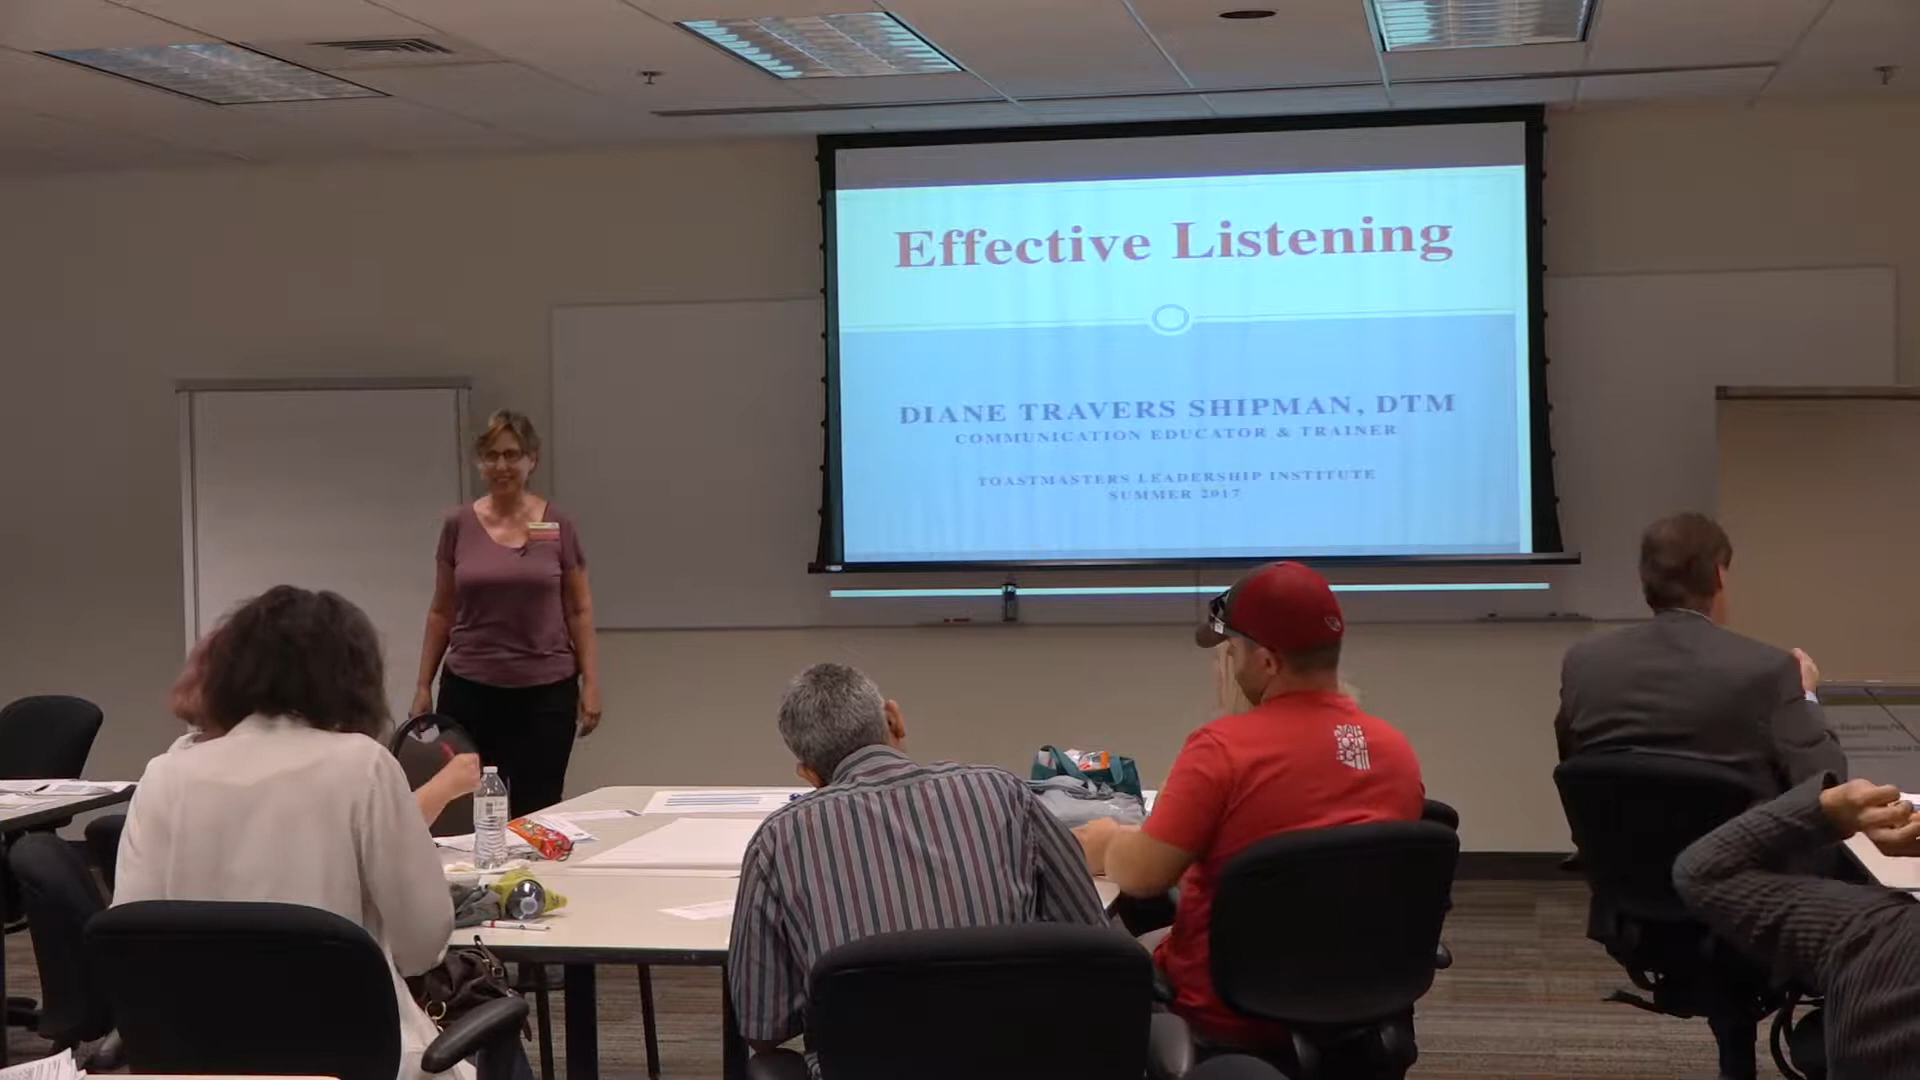 Effective Listening
DIANE TRAVERS SHIPMAN, DTM
COMMUNICATION EDUCATOR & TRAINER
TOASTMASTERS LEADERSHIP INSTITUTE
SUMMER 2017